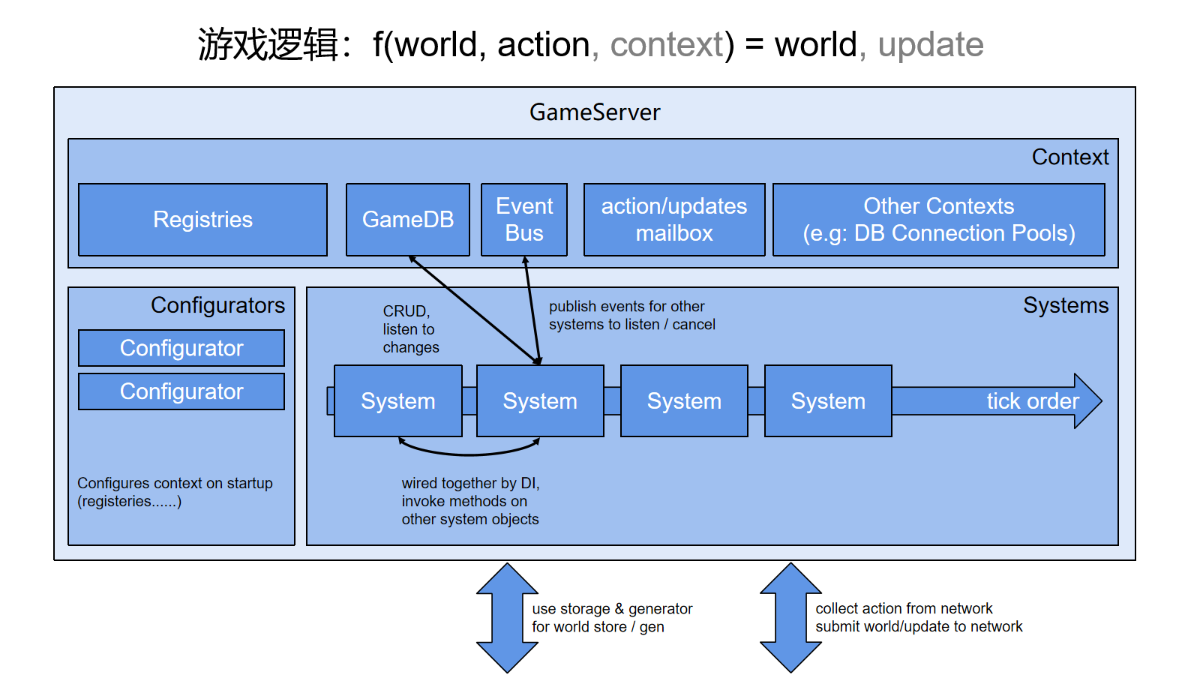 游戏逻辑：f(world, action, context) = world, update
GameServer
Context
Registries
GameDB
Event
Bus
action/updates
mailbox
Other Contexts
(e.g: DB Connection Pools)
Configurators
Configurator
Configurator
Configures context on startup
(registeries......)
Systems
CRUD,
listen to
changes
publish events for other
systems to listen / cancel
System
System
System
System
tick order
wired together by DI,
invoke methods on
other system objects
use storage & generator
for world store / gen
collect action from network
submit world/update to network